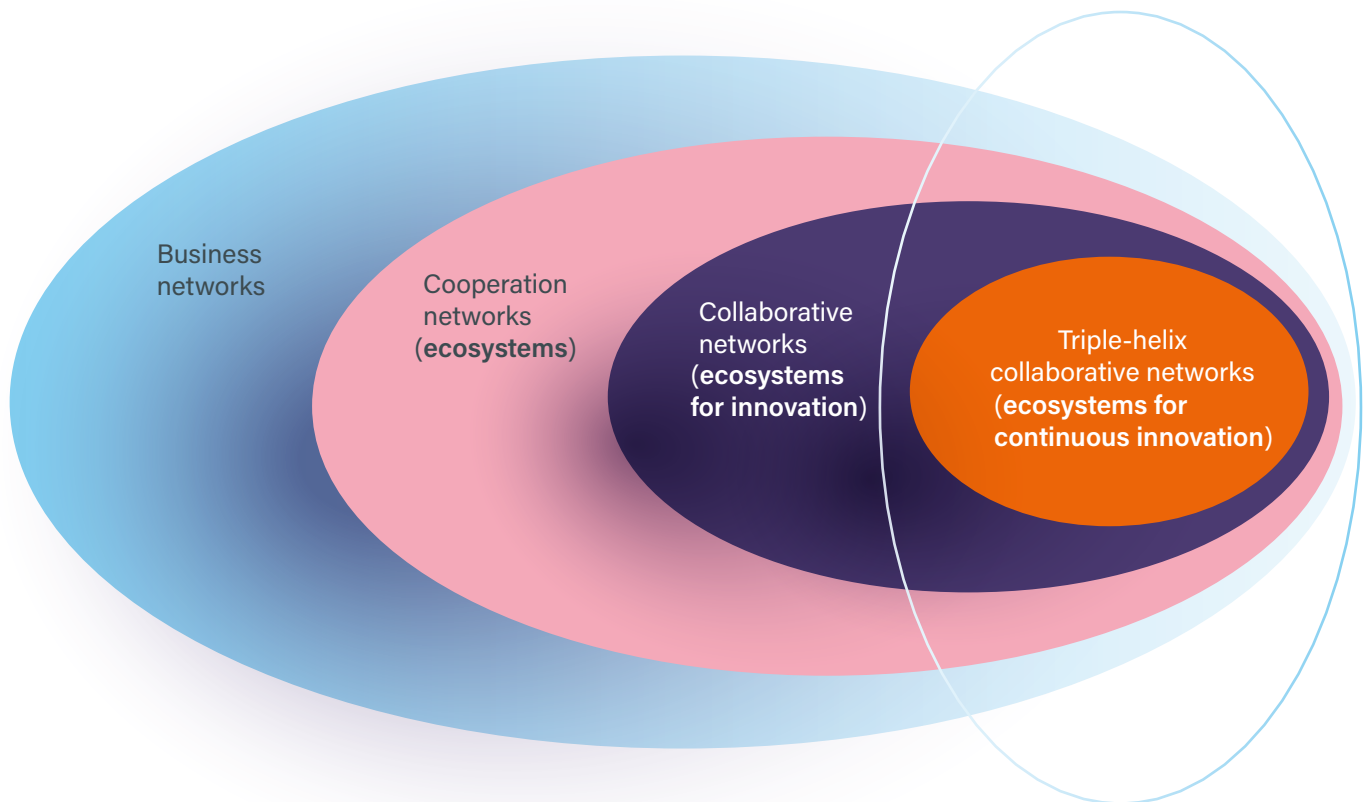 Business
networks
Cooperation
networks
(ecosystems)
Collaborative
networks
(ecosystems
for innovation)
Triple-helix
collaborative networks
(ecosystems for
continuous innovation)